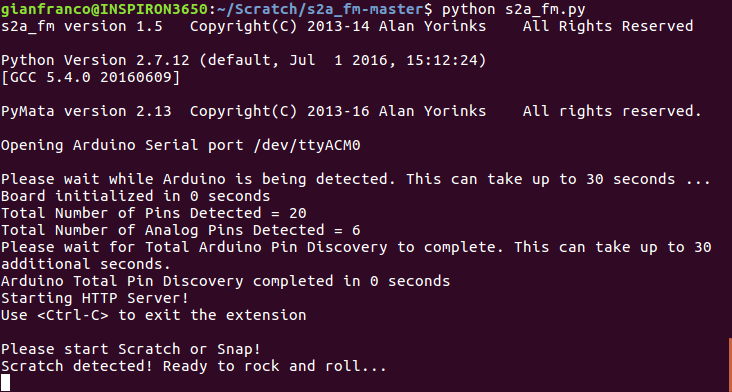 gianfranco@INSPIRON3650:~/Scratch/s2a_fm-master$ python s2a_fm.py
s2a_fm version 1.5   Copyright(C) 2013-14 Alan Yorinks    All Rights Reserved
Python Version 2.7.12 (default, Jul  1 2016, 15:12:24)
[GCC 5.4.0 20160609]
PyMata version 2.13  Copyright(C) 2013-16 Alan Yorinks    All rights reserved.
Opening Arduino Serial port /dev/ttyACM0
Please wait while Arduino is being detected. This can take up to 30 seconds ...
Board initialized in 0 seconds
Total Number of Pins Detected = 20
Total Number of Analog Pins Detected = 6
Please wait for Total Arduino Pin Discovery to complete. This can take up to 30
additional seconds.
Arduino Total Pin Discovery completed in 0 seconds
Starting HTTP Server!
Use <Ctrl-C> to exit the extension
Please start Scratch or Snap!
Scratch detected! Ready to rock and roll...